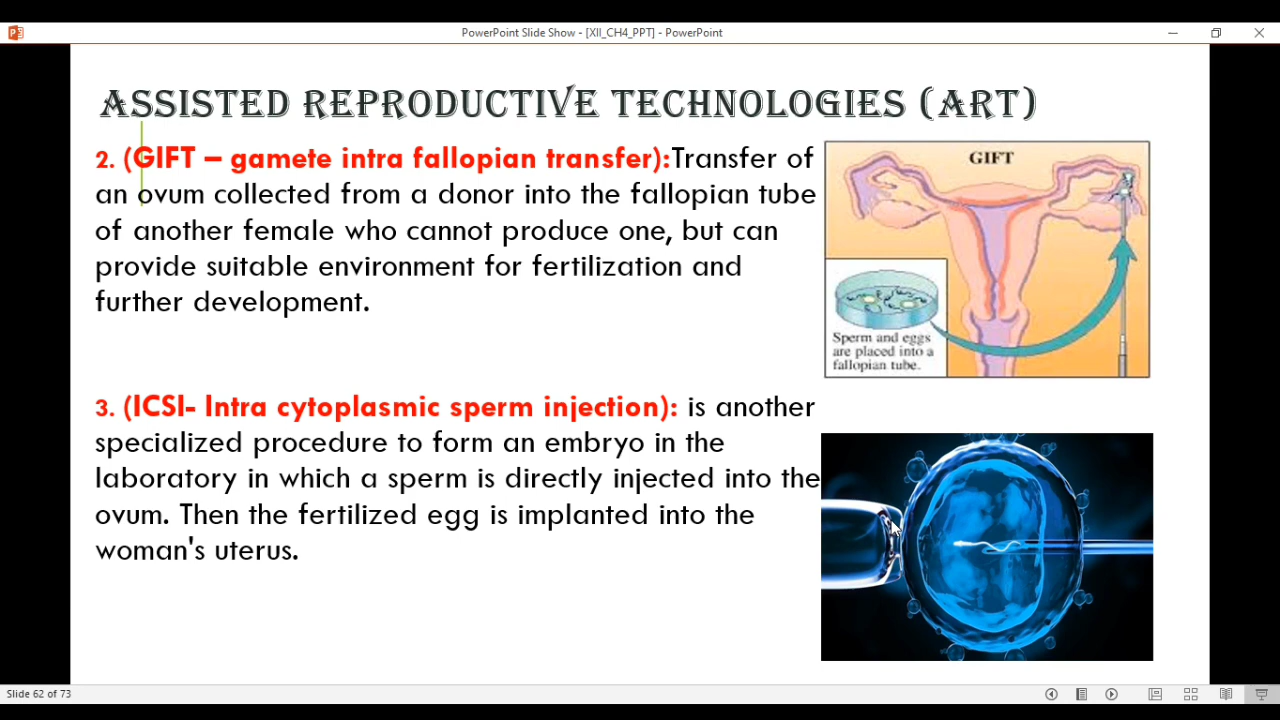 PowerPoint Slide Show - [XII_CH4_PPT] - PowerPoint
ASSISTED REPRODUCTIVE TECHNOLOGIES (ART)
2. (GIFT – gamete intra fallopian transfer):Transfer of
an ovum collected from a donor into the fallopian tube
of another female who cannot produce one, but can
provide suitable environment for fertilization and
further development.
GIFT
Sperm and eggs
are placed into a
fallopian tube.
3. (ICSI- Intra cytoplasmic sperm injection): is another
specialized procedure to form an embryo in the
laboratory in which a sperm is directly injected into the
ovum. Then the fertilized egg is implanted into the
woman's uterus.
Slide 62 of 73